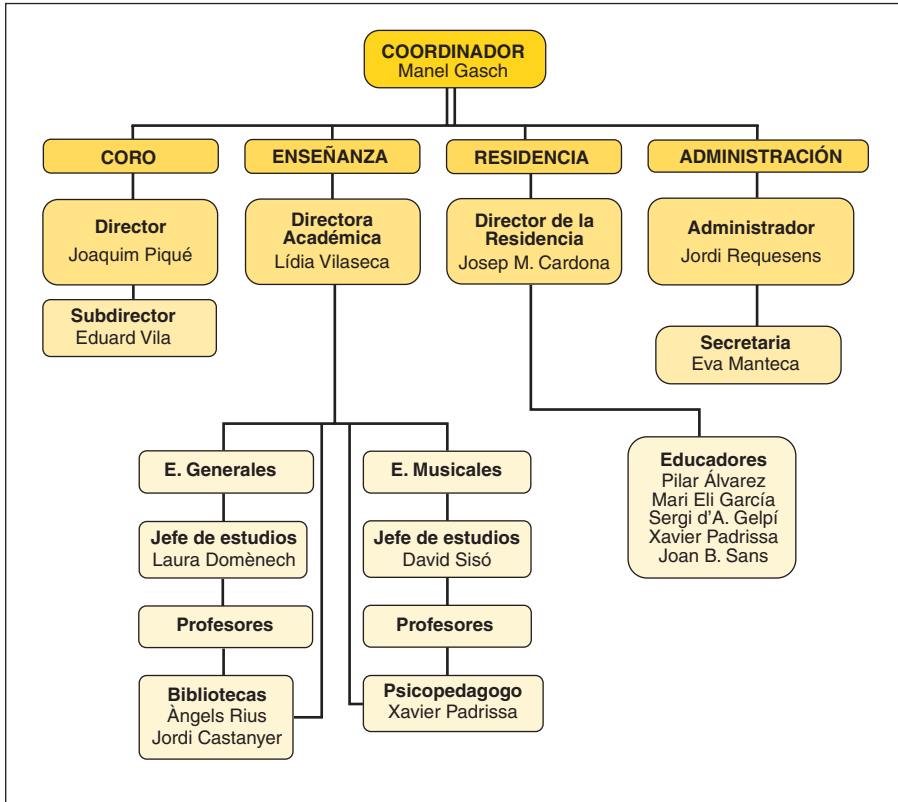 COORDINADOR
Manel Gasch
CORO
ENSEÑANZA
RESIDENCIA
ADMINISTRACIÓN
Director
Joaquim Piqué
Directora
Académica
Lídia Vilaseca
Director de la
Residencia
Josep M. Cardona
Administrador
Jordi Requesens
Subdirector
Eduard Vila
Secretaria
Eva Manteca
E. Generales
E. Musicales
Educadores
Pilar Álvarez
Mari Eli García
Sergi d'A. Gelpí
Xavier Padrissa
Joan B. Sans
Jefe de estudios
Laura Domènech
Jefe de estudios
David Sisó
Profesores
Profesores
Bibliotecas
Àngels Rius
Jordi Castanyer
Psicopedagogo
Xavier Padrissa